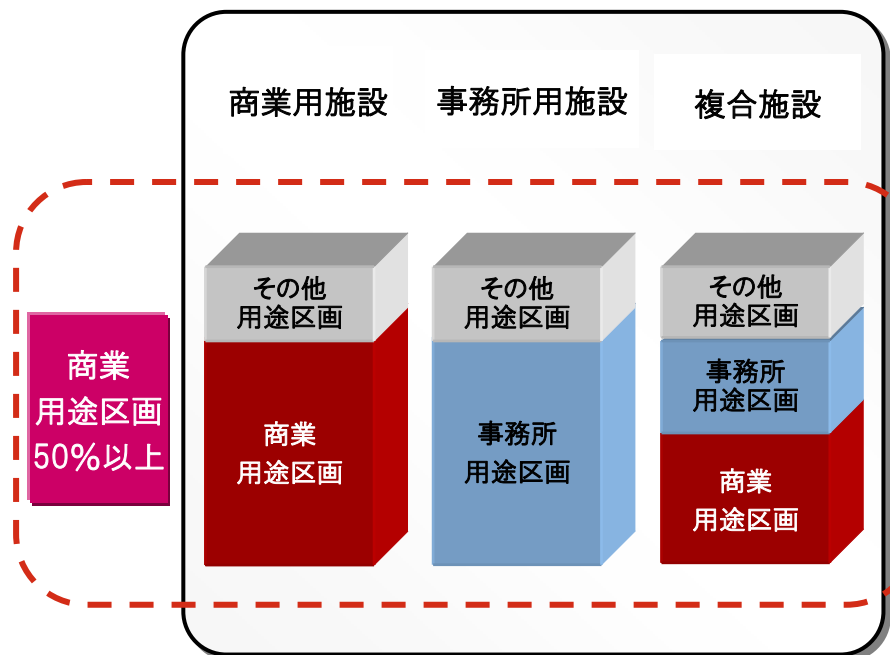 商業用施設
事務所用施設
複合施設
商業
用途区画
50%以上
その他
用途区画
商業
用途区画
その他
用途区画
事務所
用途区画
その他
用途区画
事務所
用途区画
商業
用途区画